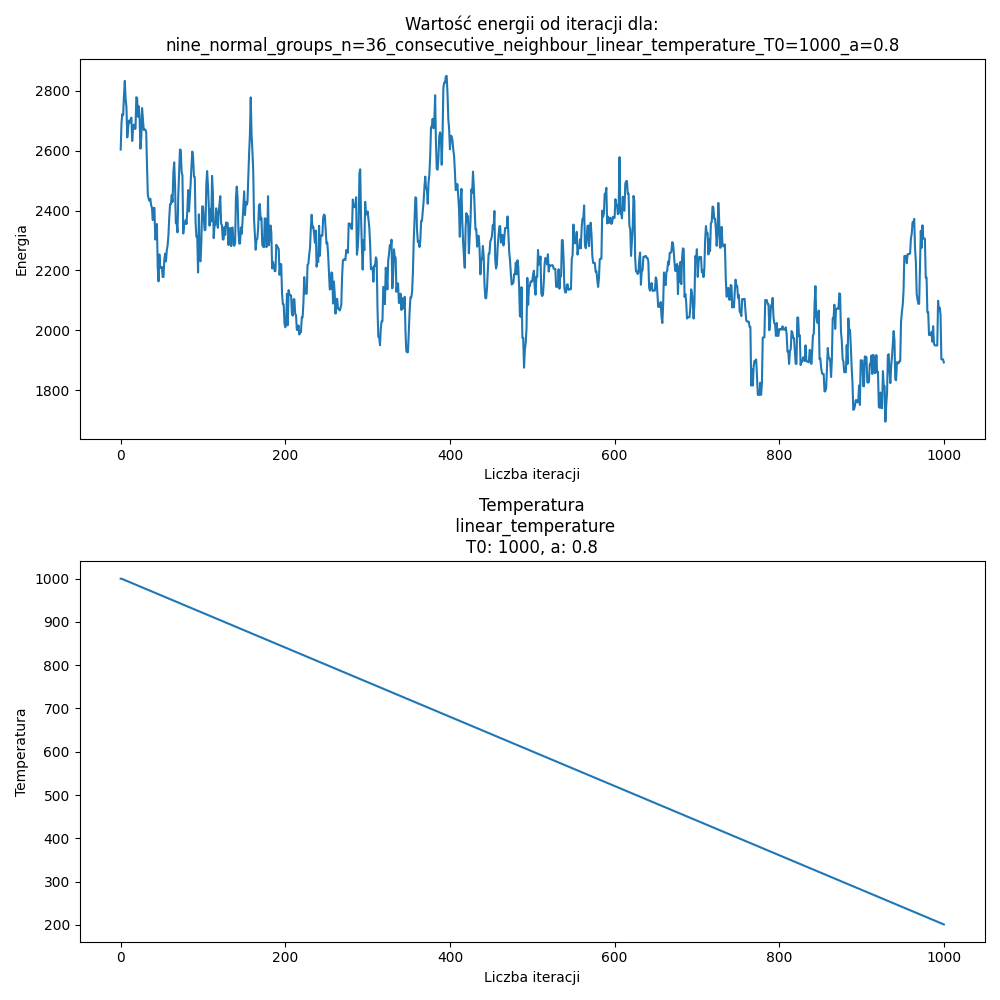 Wartość energii od iteracji dla:
nine_normal_groups_n=36_consecutive_neighbour_linear_temperature_T0=1000_a=0.8
2800
2600
2400
2200
2000
1800
Energia
0 200 400 600 800 1000
Liczba iteracji
Temperatura
linear_temperature
T0: 1000, a: 0.8
1000
900
800
700
600
500
400
300
200
Temperatura
0 200 400 600 800 1000
Liczba iteracji